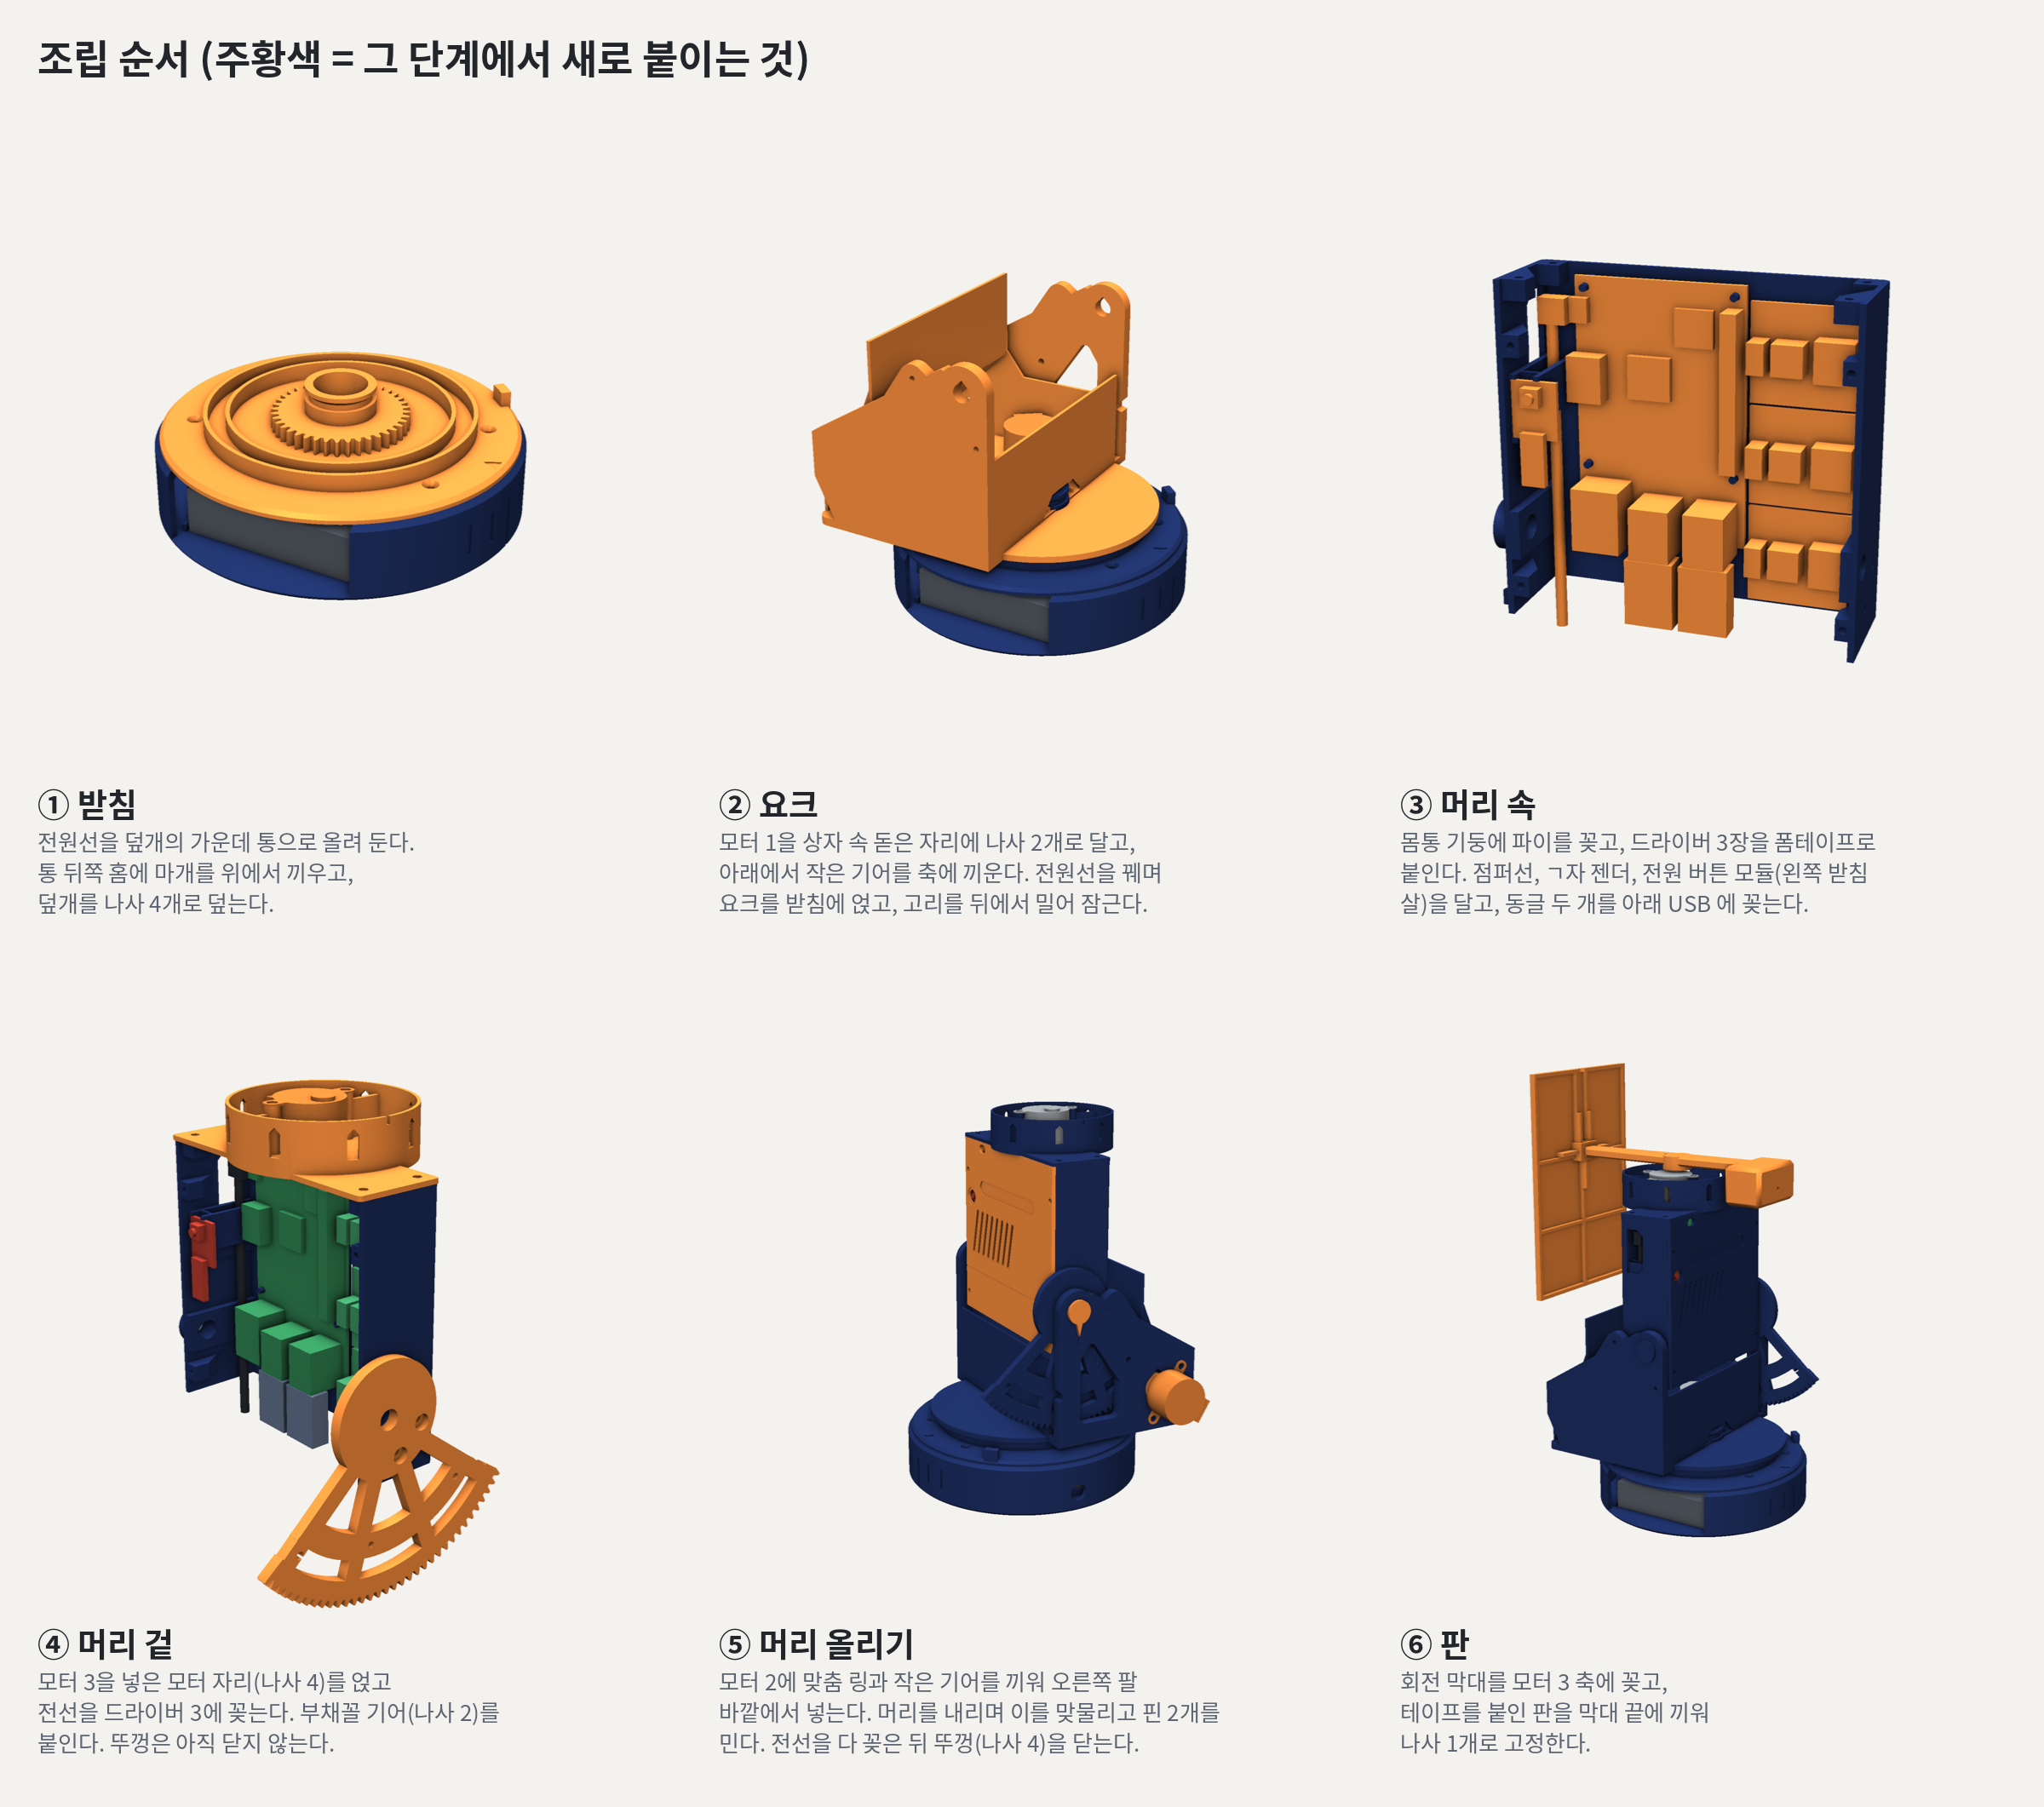 조립 순서 (주황색 = 그 단계에서 새로 붙이는 것)
① 받침
전원선을 덮개의 가운데 통으로 올려 둔다.
통 뒤쪽 홈에 마개를 위에서 끼우고,
덮개를 나사 4개로 덮는다.
② 요크
모터 1을 상자 속 돋은 자리에 나사 2개로 달고,
아래에서 작은 기어를 축에 끼운다. 전원선을 꿰며
요크를 받침에 얹고, 고리를 뒤에서 밀어 잠근다.
③ 머리 속
몸통 기둥에 파이를 꽂고, 드라이버 3장을 폼테이프로
붙인다. 점퍼선, ㄱ자 젠더, 전원 버튼 모듈(왼쪽 받침
살)을 달고, 동글 두 개를 아래 USB 에 꽂는다.
④ 머리 겉
모터 3을 넣은 모터 자리(나사 4)를 얹고
전선을 드라이버 3에 꽂는다. 부채꼴 기어(나사 2)를
붙인다. 뚜껑은 아직 닫지 않는다.
⑤ 머리 올리기
모터 2에 맞춤 링과 작은 기어를 끼워 오른쪽 팔
바깥에서 넣는다. 머리를 내리며 이를 맞물리고 핀 2개를
민다. 전선을 다 꽂은 뒤 뚜껑(나사 4)을 닫는다.
⑥ 판
회전 막대를 모터 3 축에 꽂고,
테이프를 붙인 판을 막대 끝에 끼워
나사 1개로 고정한다.